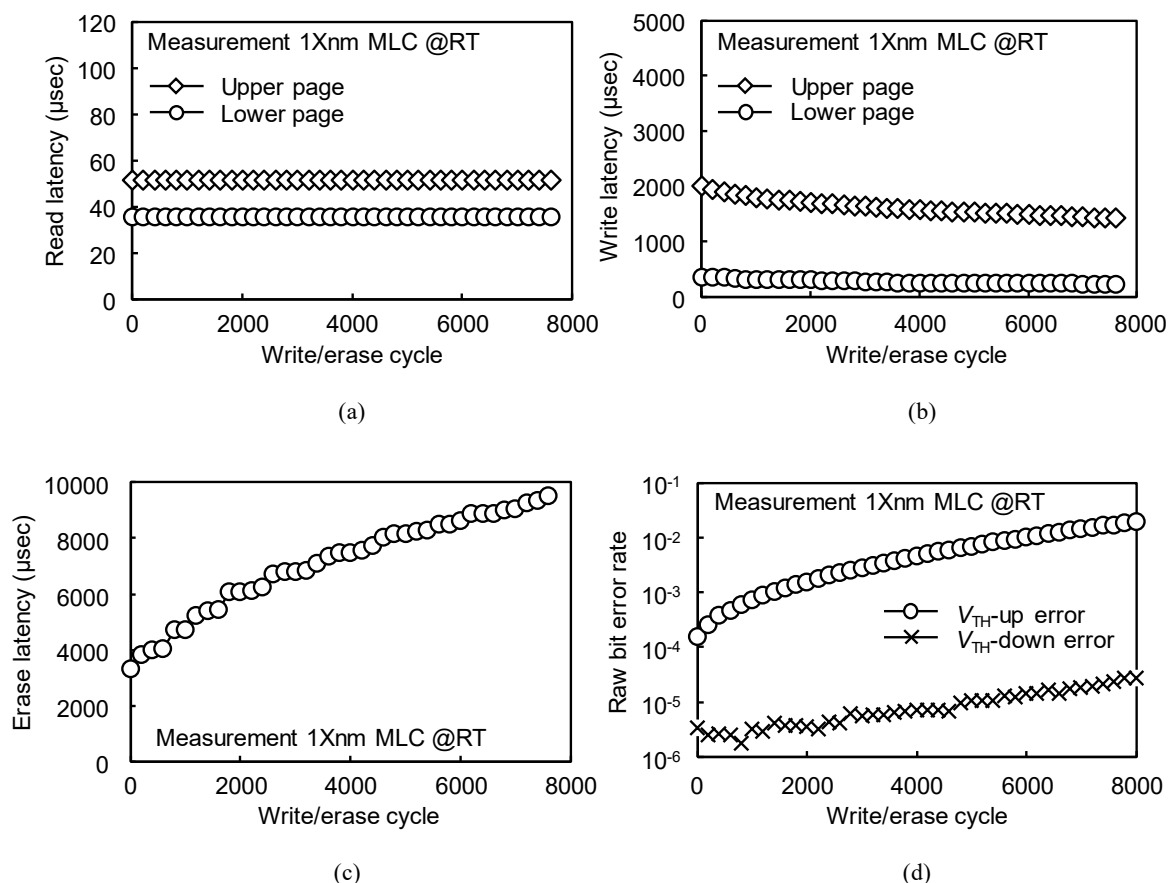 Measurement 1Xnm MLC @RT
Upper page
Lower page
Read latency (µsec)
120
100
80
60
40
20
0
0 2000 4000 6000 8000
Write/erase cycle
(a)
Measurement 1Xnm MLC @RT
Upper page
Lower page
Write latency (µsec)
5000
4000
3000
2000
1000
0
0 2000 4000 6000 8000
Write/erase cycle
(b)
Erase latency (µsec)
10000
8000
6000
4000
2000
0
Measurement 1Xnm MLC @RT
0 2000 4000 6000 8000
Write/erase cycle
(c)
Measurement 1Xnm MLC @RT
Raw bit error rate
10⁻¹
10⁻²
10⁻³
10⁻⁴
10⁻⁵
10⁻⁶
V_TH-up error
V_TH-down error
0 2000 4000 6000 8000
Write/erase cycle
(d)